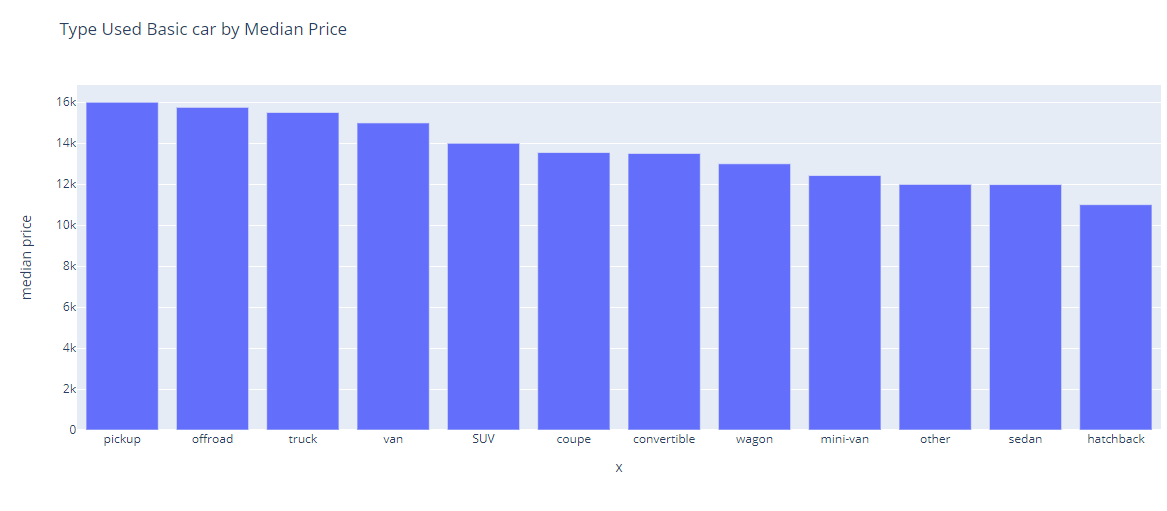 Type Used Basic car by Median Price
16k
14k
12k
10k
8k
6k
4k
2k
0
median price
pickup offroad truck van SUV coupe convertible wagon mini-van other sedan hatchback
x